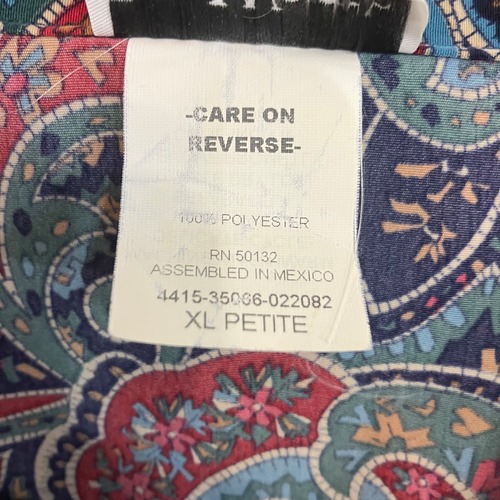 -CARE ON
REVERSE-
100% POLYESTER
RN 50132
ASSEMBLED IN MEXICO
4415-35066-022082
XL PETITE